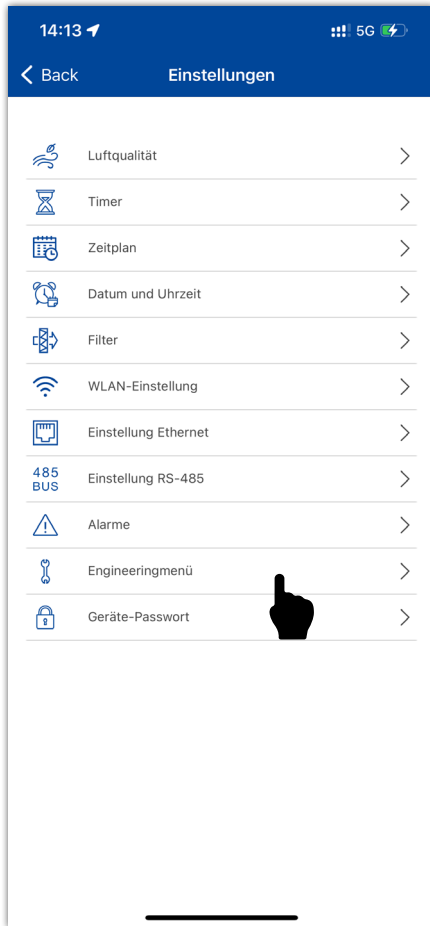 14:13 5G
Back Einstellungen
Luftqualität
Timer
Zeitplan
Datum und Uhrzeit
Filter
WLAN-Einstellung
Einstellung Ethernet
485
BUS
Einstellung RS-485
Alarme
Engineeringmenü
Geräte-Passwort